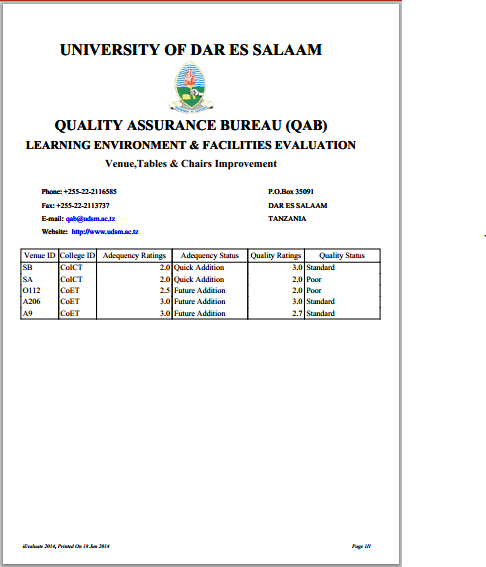 UNIVERSITY OF DAR ES SALAAM
QUALITY ASSURANCE BUREAU (QAB)
LEARNING ENVIRONMENT & FACILITIES EVALUATION
Venue,Tables & Chairs Improvement
Phone: +255-22-2116585 P.O.Box 35091
Fax: +255-22-2113737 DAR ES SALAAM
E-mail: qab@udsm.ac.tz TANZANIA
Website: http://www.udsm.ac.tz
Venue ID College ID Adequency Ratings Adequency Status Quality Ratings Quality Status
SB CoICT 2.0 Quick Addition 3.0 Standard
SA CoICT 2.0 Quick Addition 2.0 Poor
O112 CoET 2.5 Future Addition 2.0 Poor
A206 CoET 3.0 Future Addition 3.0 Standard
A9 CoET 3.0 Future Addition 2.7 Standard
iEvaluate 2014, Printed On 18 Jun 2014 Page 1/1